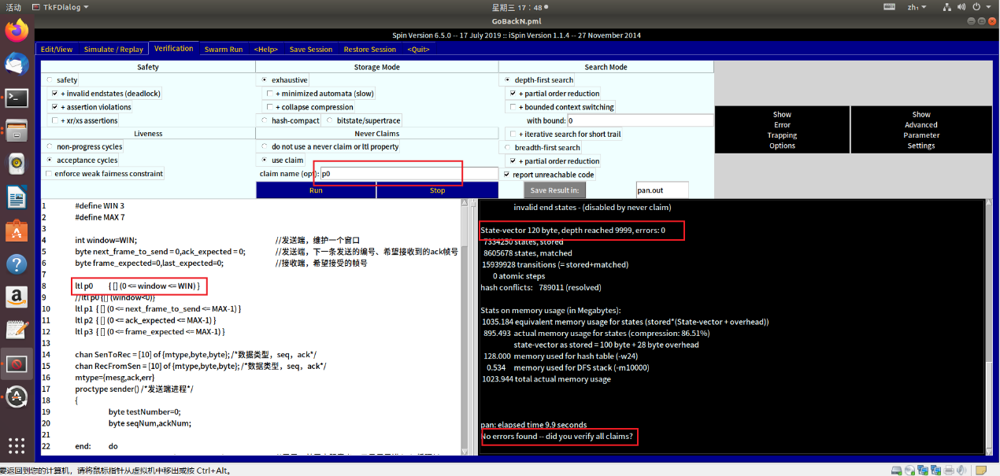 活动 TkFDialog 星期三 17：48 zh₁
GoBackN.pml
Spin Version 6.5.0 -- 17 July 2019 :: iSpin Version 1.1.4 -- 27 November 2014
Edit/View Simulate / Replay Verification Swarm Run <Help> Save Session Restore Session <Quit>
Safety Storage Mode Search Mode
safety exhaustive depth-first search
+ invalid endstates (deadlock) + minimized automata (slow) + partial order reduction
+ assertion violations + collapse compression + bounded context switching
+ xr/xs assertions hash-compact bitstate/supertrace with bound: 0
Liveness Never Claims + iterative search for short trail
non-progress cycles do not use a never claim or ltl property breadth-first search
acceptance cycles use claim + partial order reduction
enforce weak fairness constraint claim name (opt): p0 report unreachable code
Run Stop Save Result in: pan.out
Show
Error
Trapping
Options
Show
Advanced
Parameter
Settings
1 #define WIN 3
2 #define MAX 7
3
4 int window=WIN; //发送端，维护一个窗口
5 byte next_frame_to_send = 0,ack_expected = 0; //发送端，下一条发送的编号、希望接收到的ack帧号
6 byte frame_expected=0,last_expected=0; //接收端，希望接受的帧号
7
8 ltl p0 { [] (0 <= window <= WIN) }
9 //ltl p0 {[] (window<0)}
10 ltl p1 { [] (0 <= next_frame_to_send <= MAX-1) }
11 ltl p2 { [] (0 <= ack_expected <= MAX-1) }
12 ltl p3 { [] (0 <= frame_expected <= MAX-1) }
13
14 chan SenToRec = [10] of {mtype,byte,byte}; /*数据类型，seq，ack*/
15 chan RecFromSen = [10] of {mtype,byte,byte}; /*数据类型，seq，ack*/
16 mtype={mesg,ack,err}
17 proctype sender() /*发送端进程*/
18 {
19 byte testNumber=0;
20 byte seqNum,ackNum;
21
22 end: do
invalid end states - (disabled by never claim)
State-vector 120 byte, depth reached 9999, errors: 0
7334250 states, stored
8605678 states, matched
15939928 transitions (= stored+matched)
0 atomic steps
hash conflicts: 789011 (resolved)
Stats on memory usage (in Megabytes):
1035.184 equivalent memory usage for states (stored*(State-vector + overhead))
895.493 actual memory usage for states (compression: 86.51%)
state-vector as stored = 100 byte + 28 byte overhead
128.000 memory used for hash table (-w24)
0.534 memory used for DFS stack (-m10000)
1023.944 total actual memory usage
pan: elapsed time 9.9 seconds
No errors found -- did you verify all claims?
要返回到您的计算机，请将鼠标指针从虚拟机中移出或按 Ctrl+Alt。